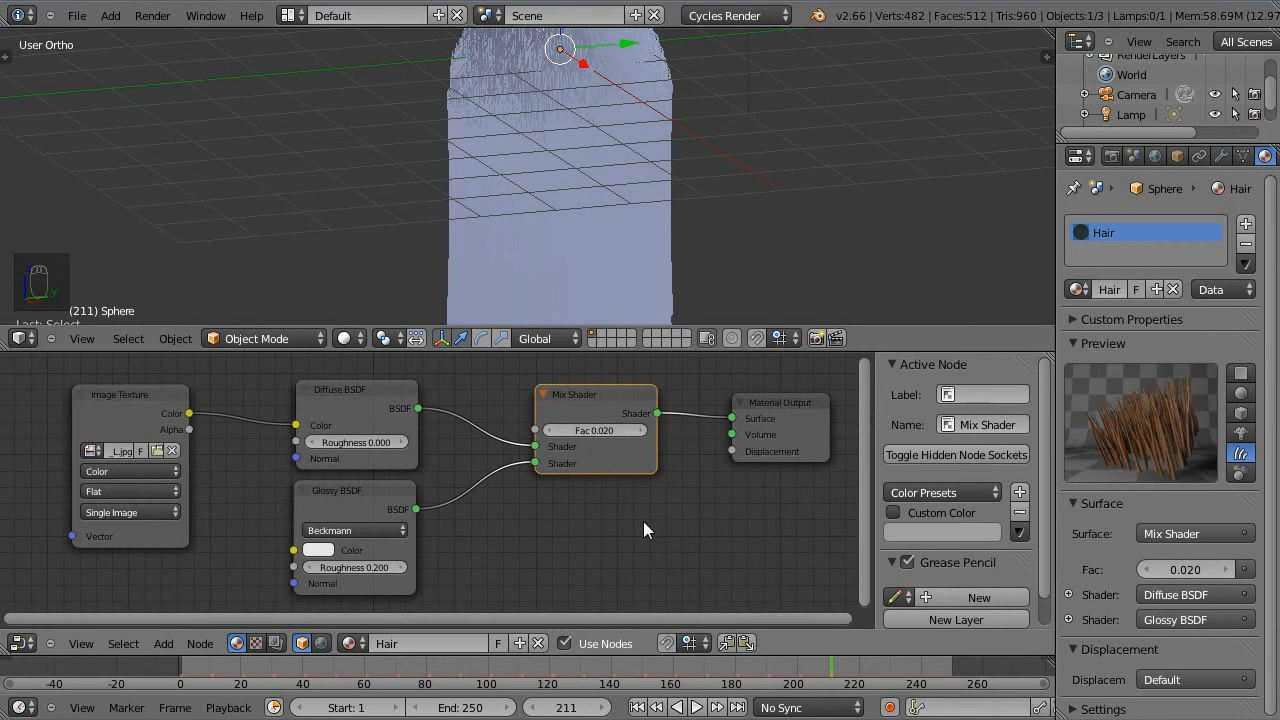 File Add Render Window Help Default Scene Cycles Render v2.66 | Verts:482 | Faces:512 | Tris:960 | Objects:1/3 | Lamps:0/1 | Mem:58.69M (12.9
User Ortho
(211) Sphere
Last: Select
View Select Object Object Mode Global
View Search All Scenes
RenderLayers
World
Camera
Lamp
Sphere Hair
Hair
Hair F Data
Custom Properties
Preview
Surface
Surface: Mix Shader
Fac: 0.020
Shader: Diffuse BSDF
Shader: Glossy BSDF
Displacement
Displacem Default
Settings
Image Texture
Color
Alpha
_L.jpg F
Color
Flat
Single Image
Vector
Diffuse BSDF
BSDF
Color
Roughness 0.000
Normal
Glossy BSDF
BSDF
Beckmann
Color
Roughness 0.200
Normal
Mix Shader
Shader
Fac 0.020
Shader
Shader
Material Output
Surface
Volume
Displacement
Active Node
Label:
Name: Mix Shader
Toggle Hidden Node Sockets
Color Presets
Custom Color
Grease Pencil
New
New Layer
View Select Add Node Hair F Use Nodes
-40 -20 0 20 40 60 80 100 120 140 160 180 200 220 240 260
View Marker Frame Playback Start: 1 End: 250 211 No Sync